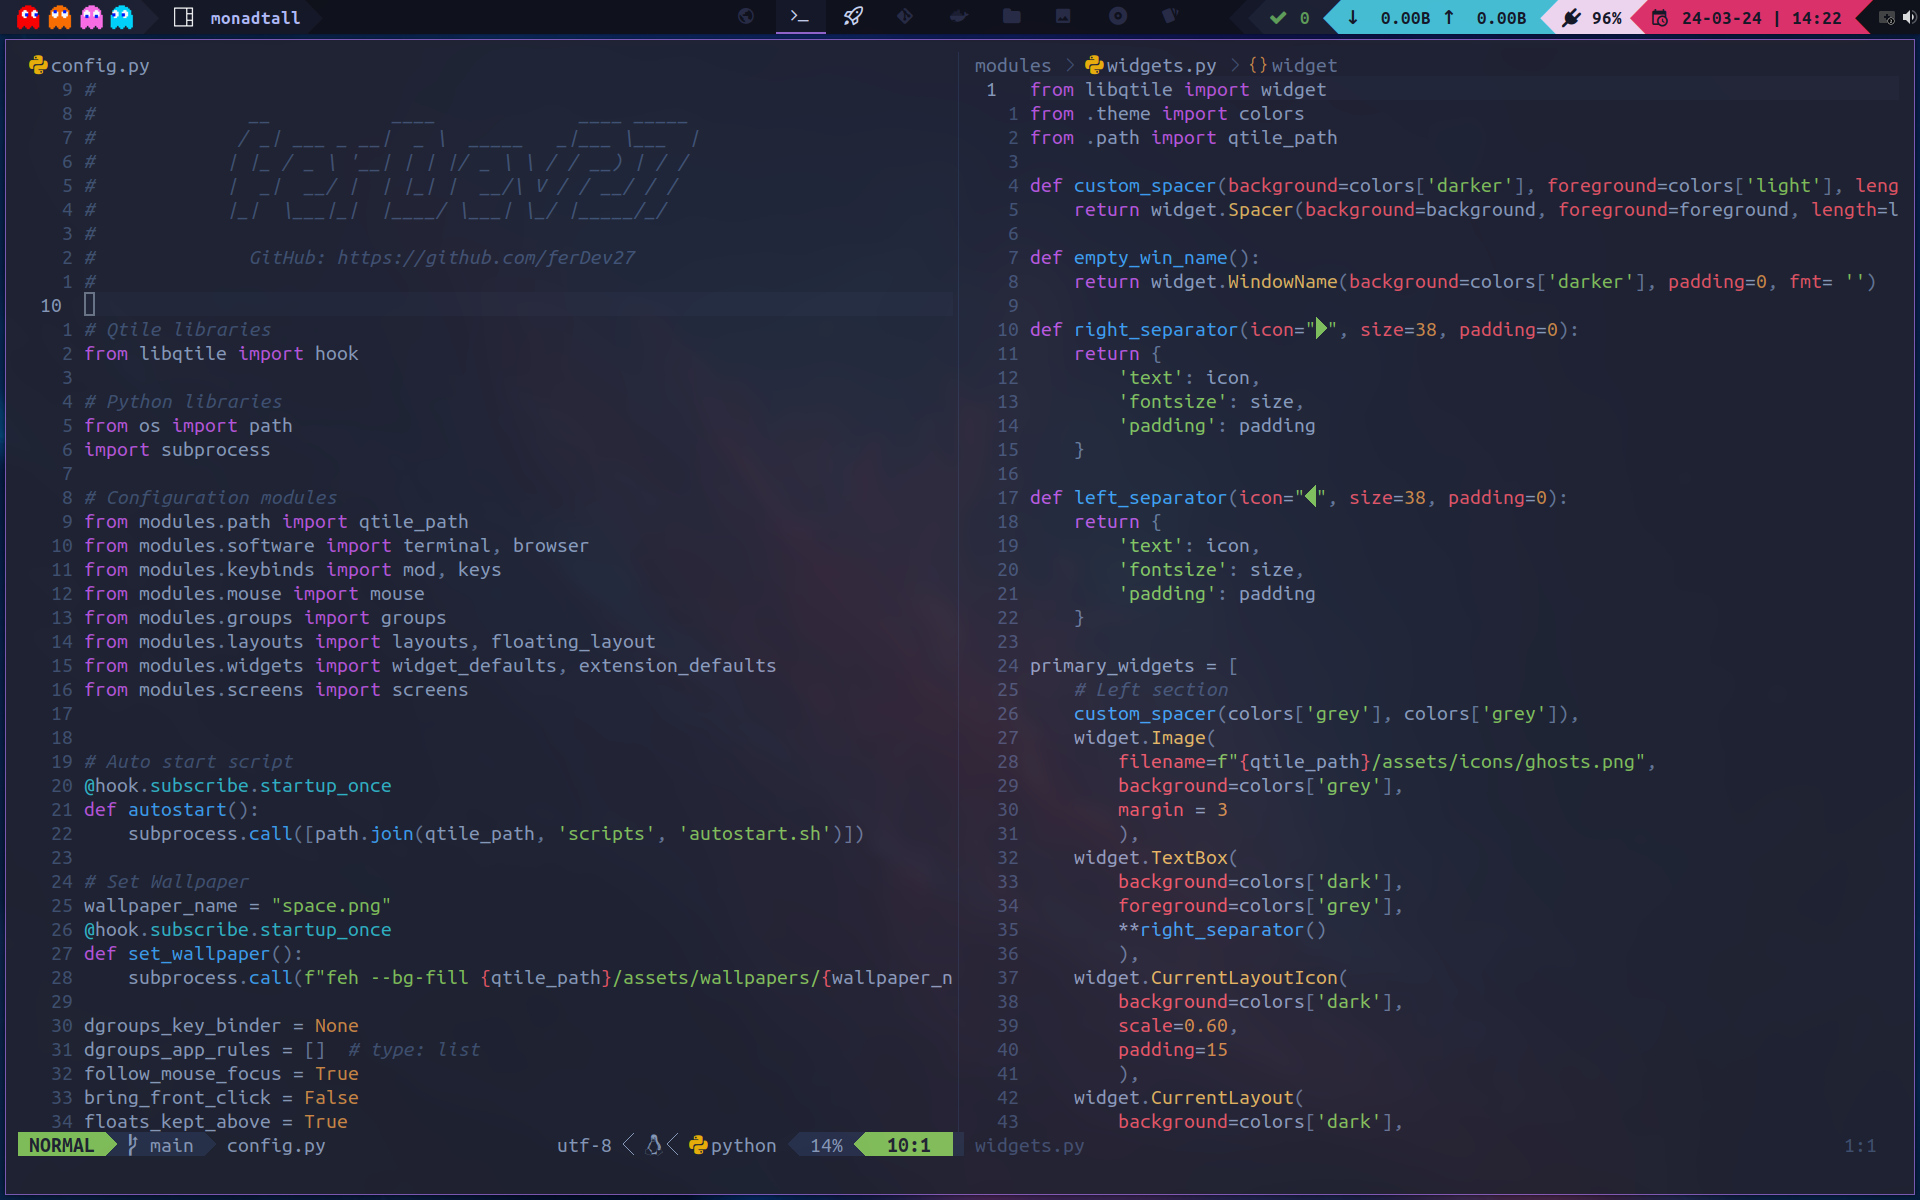 monadtall
0
↓ 0.00B ↑ 0.00B
96%
24-03-24 | 14:22
config.py
9 #
8 #              __           ____             ____ _____
7 #             / _| ___ _ __|  _ \  _____   _|___ \___  |
6 #            | |_ / _ \ '__| | | |/ _ \ \ / / __) | / /
5 #            |  _|  __/ |  | |_| |  __/\ V / / __/ / /
4 #            |_|  \___|_|  |____/ \___| \_/ |_____/_/
3 #
2 #              GitHub: https://github.com/ferDev27
1 #
10
1 # Qtile libraries
2 from libqtile import hook
3
4 # Python libraries
5 from os import path
6 import subprocess
7
8 # Configuration modules
9 from modules.path import qtile_path
10 from modules.software import terminal, browser
11 from modules.keybinds import mod, keys
12 from modules.mouse import mouse
13 from modules.groups import groups
14 from modules.layouts import layouts, floating_layout
15 from modules.widgets import widget_defaults, extension_defaults
16 from modules.screens import screens
17
18
19 # Auto start script
20 @hook.subscribe.startup_once
21 def autostart():
22     subprocess.call([path.join(qtile_path, 'scripts', 'autostart.sh')])
23
24 # Set Wallpaper
25 wallpaper_name = "space.png"
26 @hook.subscribe.startup_once
27 def set_wallpaper():
28     subprocess.call(f"feh --bg-fill {qtile_path}/assets/wallpapers/{wallpaper_n
29
30 dgroups_key_binder = None
31 dgroups_app_rules = []  # type: list
32 follow_mouse_focus = True
33 bring_front_click = False
34 floats_kept_above = True
NORMAL main config.py utf-8 python 14% 10:1
modules > widgets.py > {} widget
1 from libqtile import widget
1 from .theme import colors
2 from .path import qtile_path
3
4 def custom_spacer(background=colors['darker'], foreground=colors['light'], leng
5     return widget.Spacer(background=background, foreground=foreground, length=l
6
7 def empty_win_name():
8     return widget.WindowName(background=colors['darker'], padding=0, fmt= '')
9
10 def right_separator(icon="", size=38, padding=0):
11     return {
12         'text': icon,
13         'fontsize': size,
14         'padding': padding
15     }
16
17 def left_separator(icon="", size=38, padding=0):
18     return {
19         'text': icon,
20         'fontsize': size,
21         'padding': padding
22     }
23
24 primary_widgets = [
25     # Left section
26     custom_spacer(colors['grey'], colors['grey']),
27     widget.Image(
28         filename=f"{qtile_path}/assets/icons/ghosts.png",
29         background=colors['grey'],
30         margin = 3
31         ),
32     widget.TextBox(
33         background=colors['dark'],
34         foreground=colors['grey'],
35         **right_separator()
36         ),
37     widget.CurrentLayoutIcon(
38         background=colors['dark'],
39         scale=0.60,
40         padding=15
41         ),
42     widget.CurrentLayout(
43         background=colors['dark'],
widgets.py 1:1